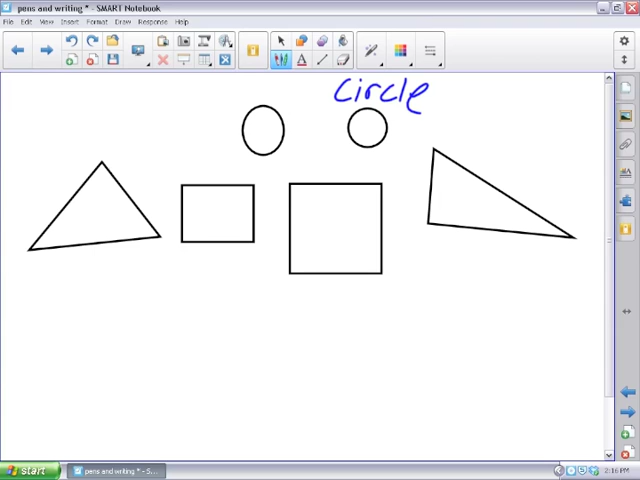 pens and writing * - SMART Notebook
File Edit View Insert Format Draw Response Help
circle
start
pens and writing * - S...
2:16 PM